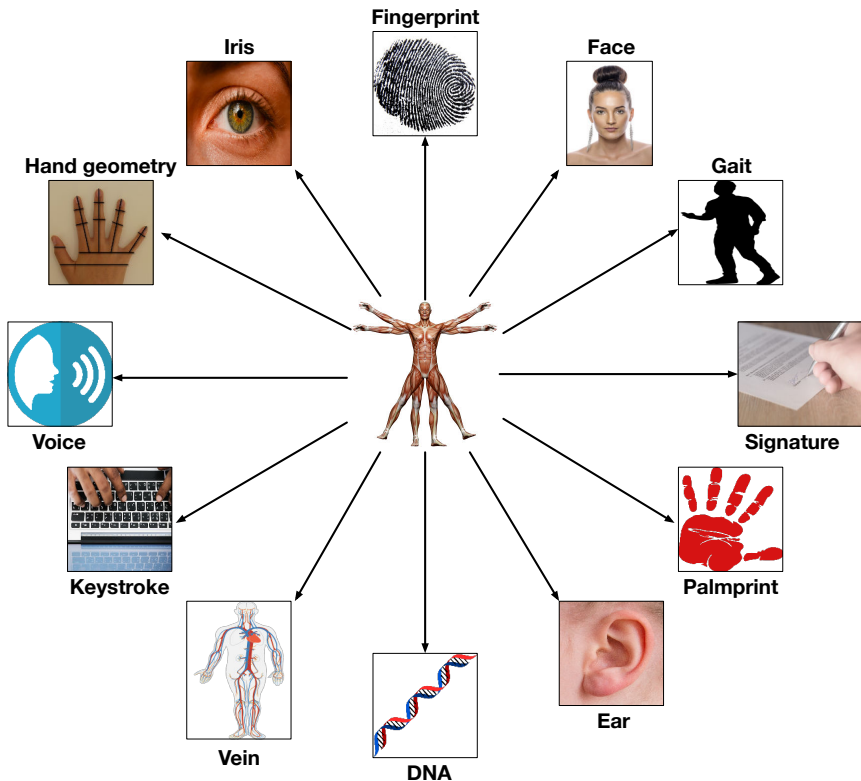 Fingerprint
Iris
Face
Hand geometry
Gait
Voice
Signature
Keystroke
Palmprint
Vein
Ear
DNA